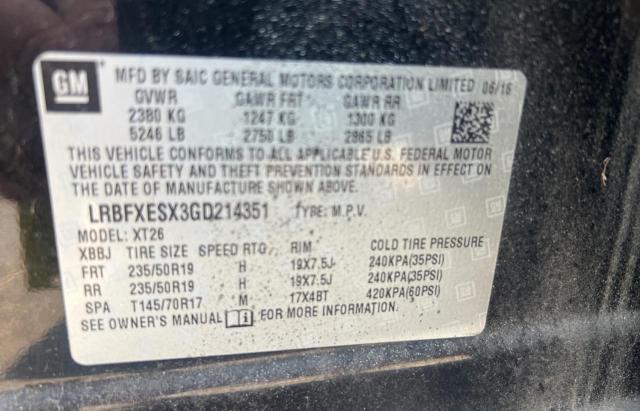 GM
MFD BY SAIC GENERAL MOTORS CORPORATION LIMITED 06/16
GVWR GAWR FRT GAWR RR
2380 KG 1247 KG 1300 KG
5246 LB 2750 LB 2865 LB
THIS VEHICLE CONFORMS TO ALL APPLICABLE U.S. FEDERAL MOTOR
VEHICLE SAFETY AND THEFT PREVENTION STANDARDS IN EFFECT ON
THE DATE OF MANUFACTURE SHOWN ABOVE.
LRBFXESX3GD214351 TYPE: M.P.V.
MODEL: XT26
XBBJ TIRE SIZE SPEED RTG RIM COLD TIRE PRESSURE
FRT 235/50R19 H 19X7.5J 240KPA(35PSI)
RR 235/50R19 H 19X7.5J 240KPA(35PSI)
SPA T145/70R17 M 17X4BT 420KPA(60PSI)
SEE OWNER'S MANUAL FOR MORE INFORMATION.